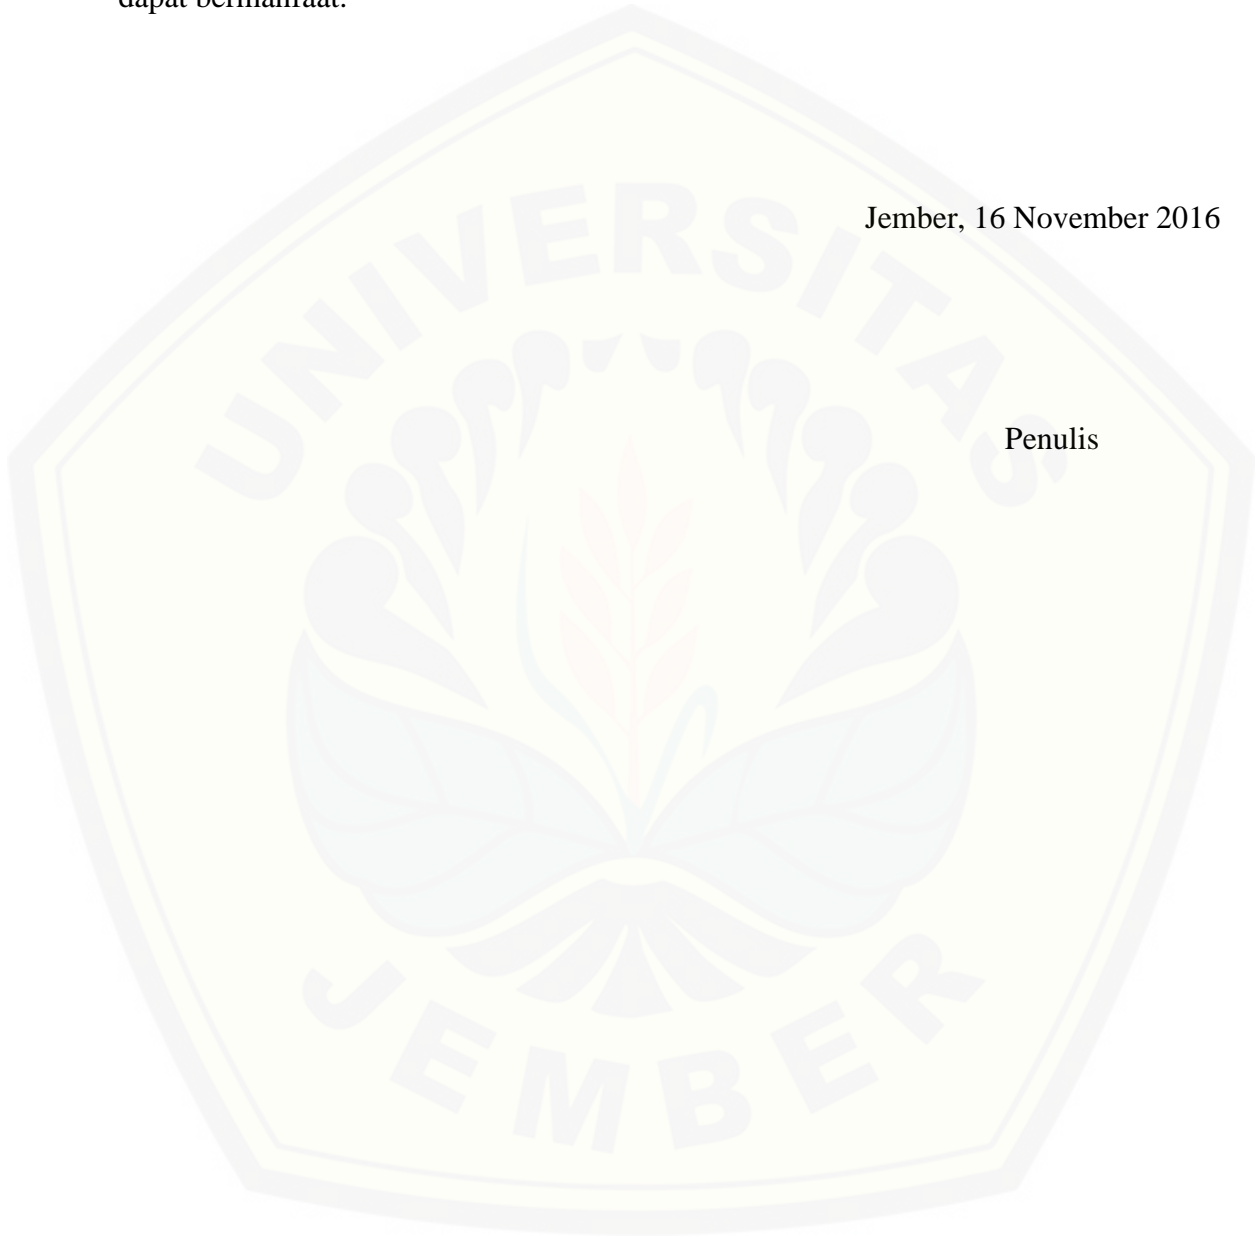 dapat bermanfaat.
Jember, 16 November 2016
Penulis
UNIVERSITAS
JEMBER